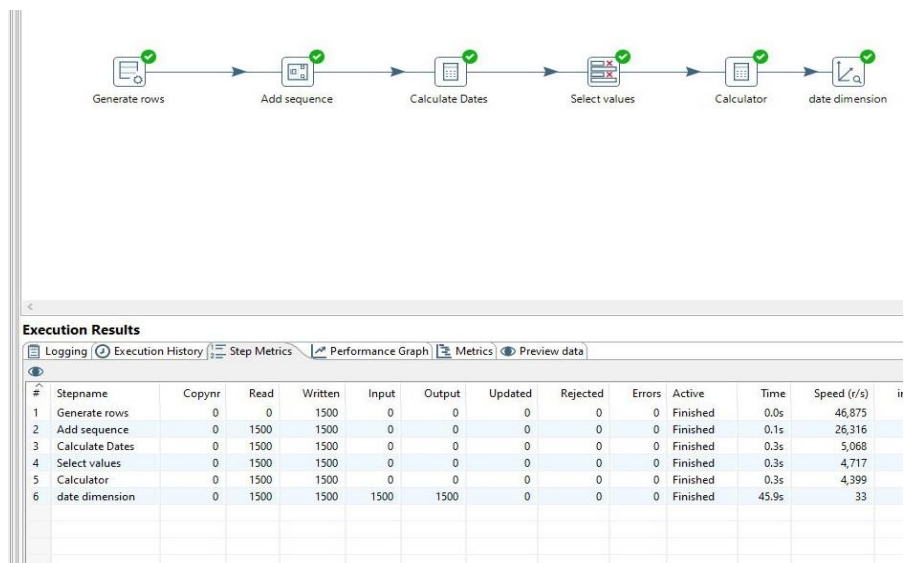 Generate rows Add sequence Calculate Dates Select values Calculator date dimension
Execution Results
Logging Execution History Step Metrics Performance Graph Metrics Preview data
# Stepname Copynr Read Written Input Output Updated Rejected Errors Active Time Speed (r/s)
1 Generate rows 0 0 1500 0 0 0 0 0 Finished 0.0s 46,875
2 Add sequence 0 1500 1500 0 0 0 0 0 Finished 0.1s 26,316
3 Calculate Dates 0 1500 1500 0 0 0 0 0 Finished 0.3s 5,068
4 Select values 0 1500 1500 0 0 0 0 0 Finished 0.3s 4,717
5 Calculator 0 1500 1500 0 0 0 0 0 Finished 0.3s 4,399
6 date dimension 0 1500 1500 1500 1500 0 0 0 Finished 45.9s 33